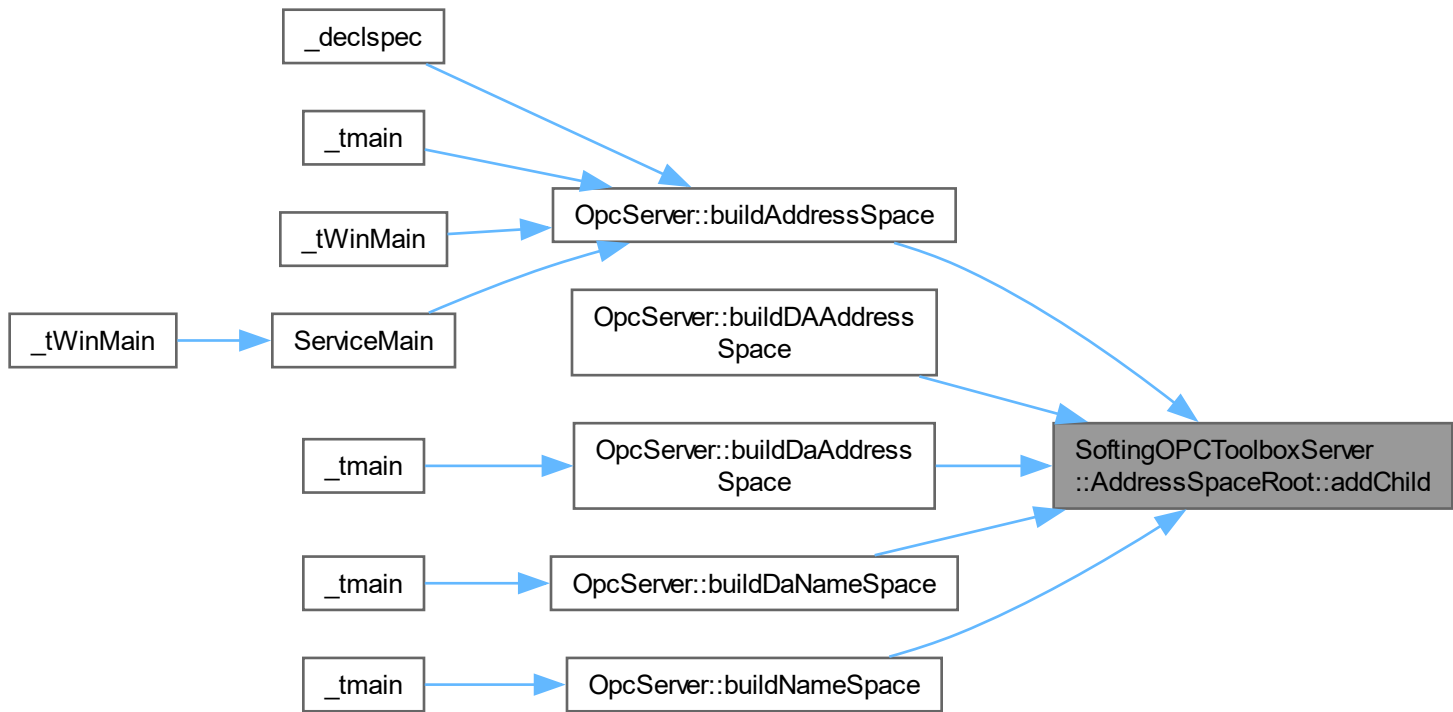 _declspec
_tmain
OpcServer::buildAddressSpace
_tWinMain
OpcServer::buildDAAddress
Space
_tWinMain
ServiceMain
_tmain
OpcServer::buildDaAddress
Space
SoftingOPCToolboxServer
::AddressSpaceRoot::addChild
_tmain
OpcServer::buildDaNameSpace
_tmain
OpcServer::buildNameSpace